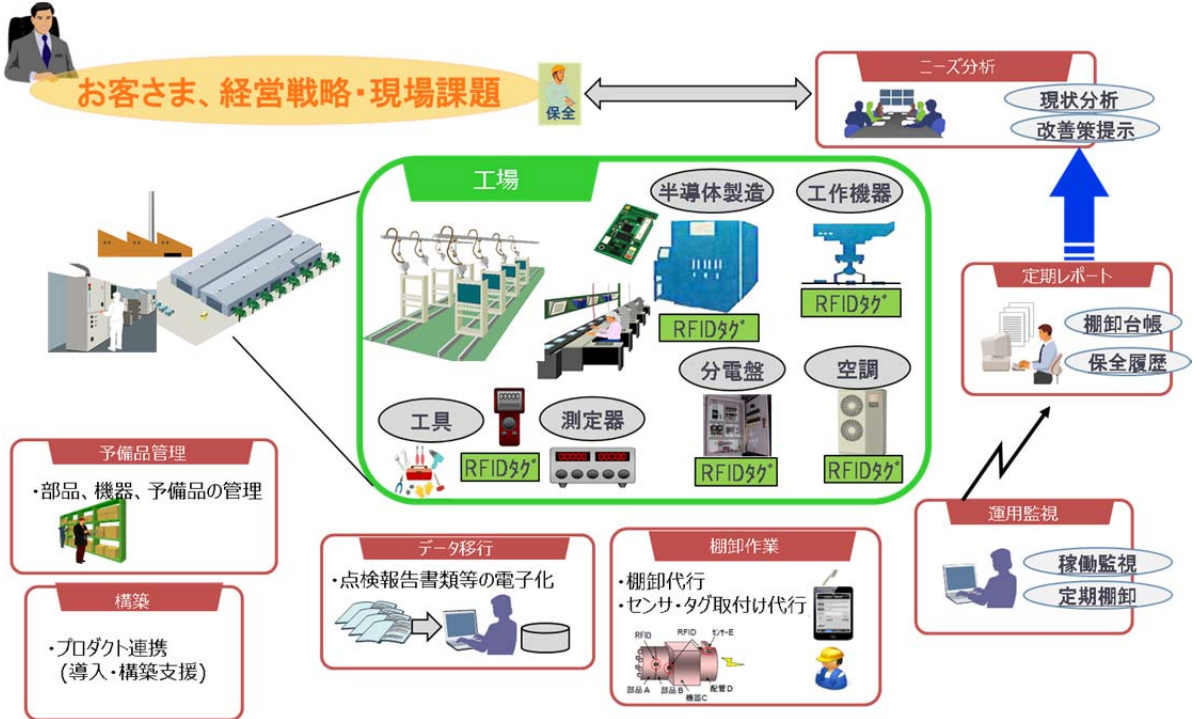 お客さま、経営戦略・現場課題
保全
ニーズ分析
現状分析
改善策提示
工場
半導体製造
工作機器
RFIDﾀｸﾞ
RFIDﾀｸﾞ
定期レポート
棚卸台帳
保全履歴
分電盤
空調
工具
測定器
RFIDﾀｸﾞ
RFIDﾀｸﾞ
RFIDﾀｸﾞ
予備品管理
・部品、機器、予備品の管理
運用監視
稼働監視
定期棚卸
データ移行
・点検報告書類等の電子化
棚卸作業
・棚卸代行
・センサ・タグ取付け代行
RFID
RFID
センサーE
部品A
部品B
機器C
配管D
構築
・プロダクト連携
(導入・構築支援)